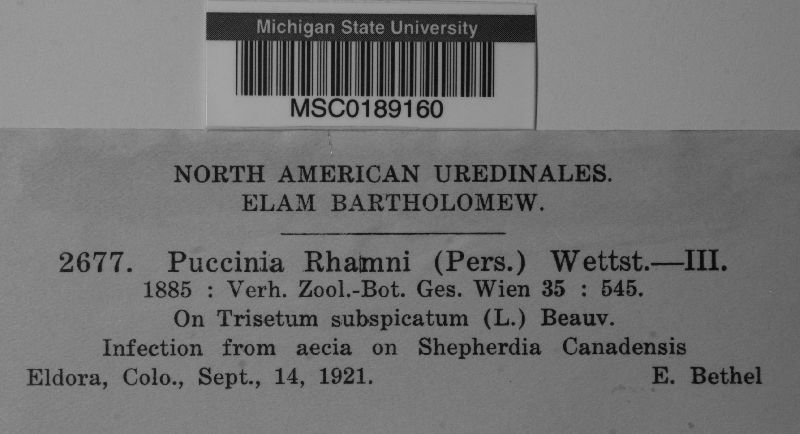 Michigan State University
MSC0189160
NORTH AMERICAN UREDINALES.
ELAM BARTHOLOMEW.
2677. Puccinia Rhamni (Pers.) Wettst.—III.
1885 : Verh. Zool.-Bot. Ges. Wien 35 : 545.
On Trisetum subspicatum (L.) Beauv.
Infection from aecia on Shepherdia Canadensis
Eldora, Colo., Sept., 14, 1921. E. Bethel